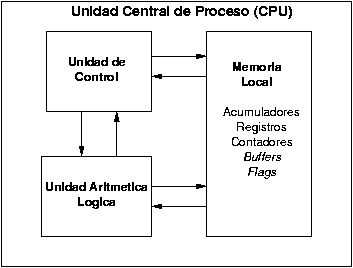 Unidad Central de Proceso (CPU)
Unidad de
Control
Memoria
Local
Acumuladores
Registros
Contadores
Buffers
Flags
Unidad Aritmetica
Logica